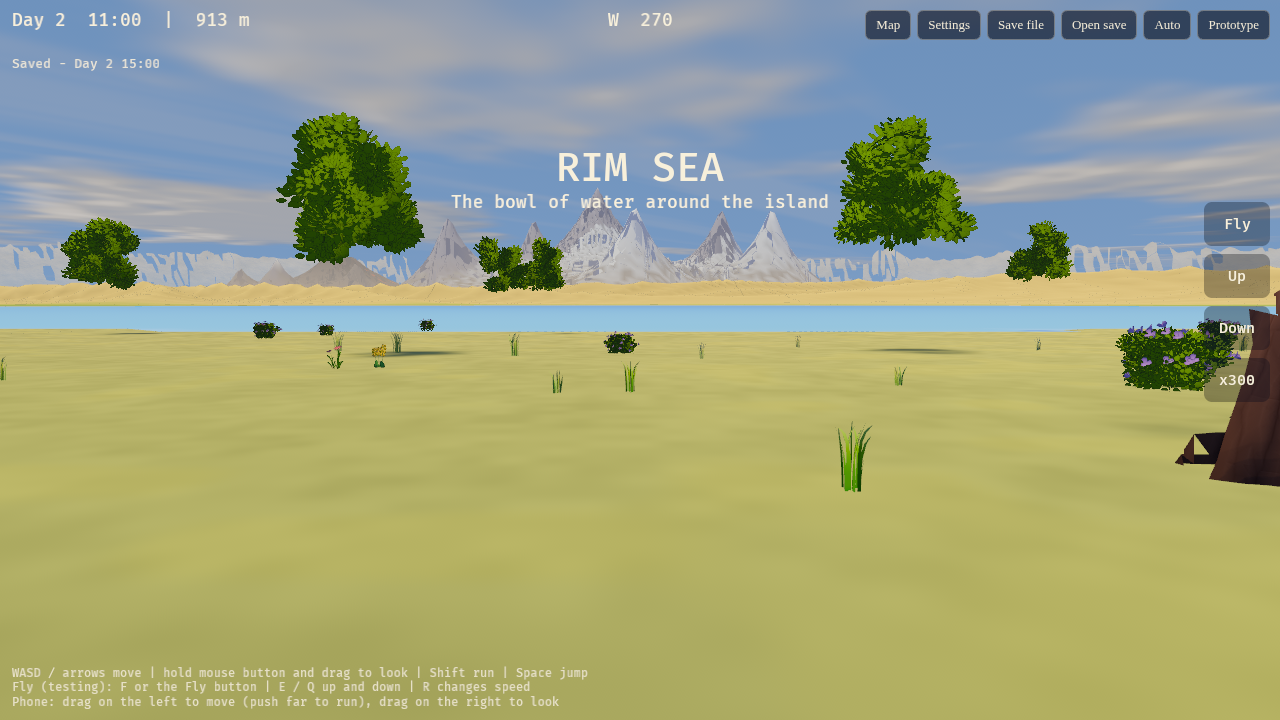 Day 2  11:00  |  913 m
W  270
Map
Settings
Save file
Open save
Auto
Prototype
Saved - Day 2 15:00
RIM SEA
The bowl of water around the island
Fly
Up
Down
x300
WASD / arrows move | hold mouse button and drag to look | Shift run | Space jump
Fly (testing): F or the Fly button | E / Q up and down | R changes speed
Phone: drag on the left to move (push far to run), drag on the right to look